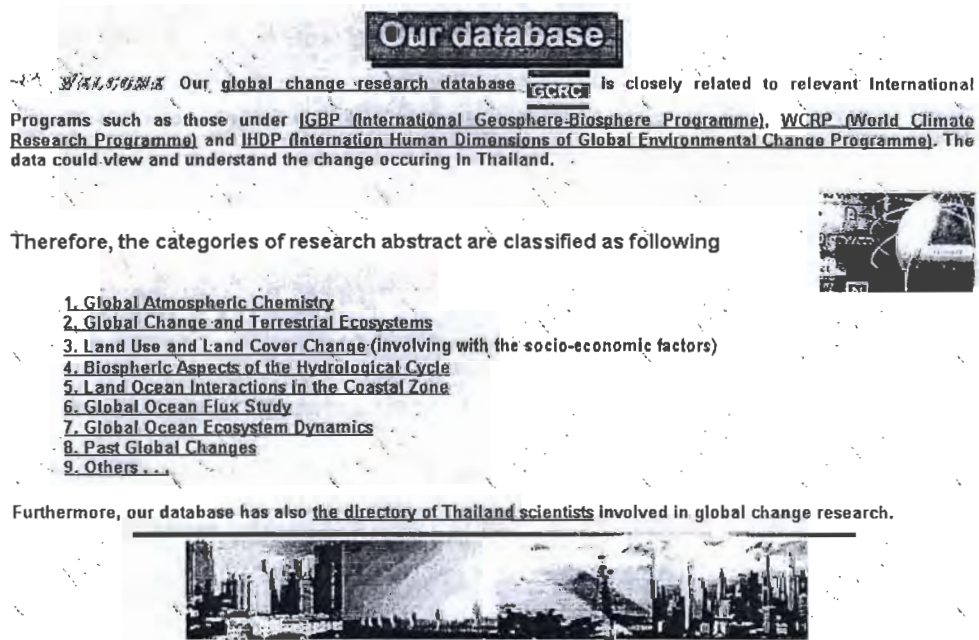 Our database
WELCOME Our global change research database GCRC is closely related to relevant International
Programs such as those under IGBP (International Geosphere-Biosphere Programme), WCRP (World Climate
Research Programme) and IHDP (Internation Human Dimensions of Global Environmental Change Programme). The
data could view and understand the change occuring in Thailand.
Therefore, the categories of research abstract are classified as following
1. Global Atmospheric Chemistry
2. Global Change and Terrestrial Ecosystems
3. Land Use and Land Cover Change (involving with the socio-economic factors)
4. Biospheric Aspects of the Hydrological Cycle
5. Land Ocean Interactions in the Coastal Zone
6. Global Ocean Flux Study
7. Global Ocean Ecosystem Dynamics
8. Past Global Changes
9. Others . . .
Furthermore, our database has also the directory of Thailand scientists involved in global change research.